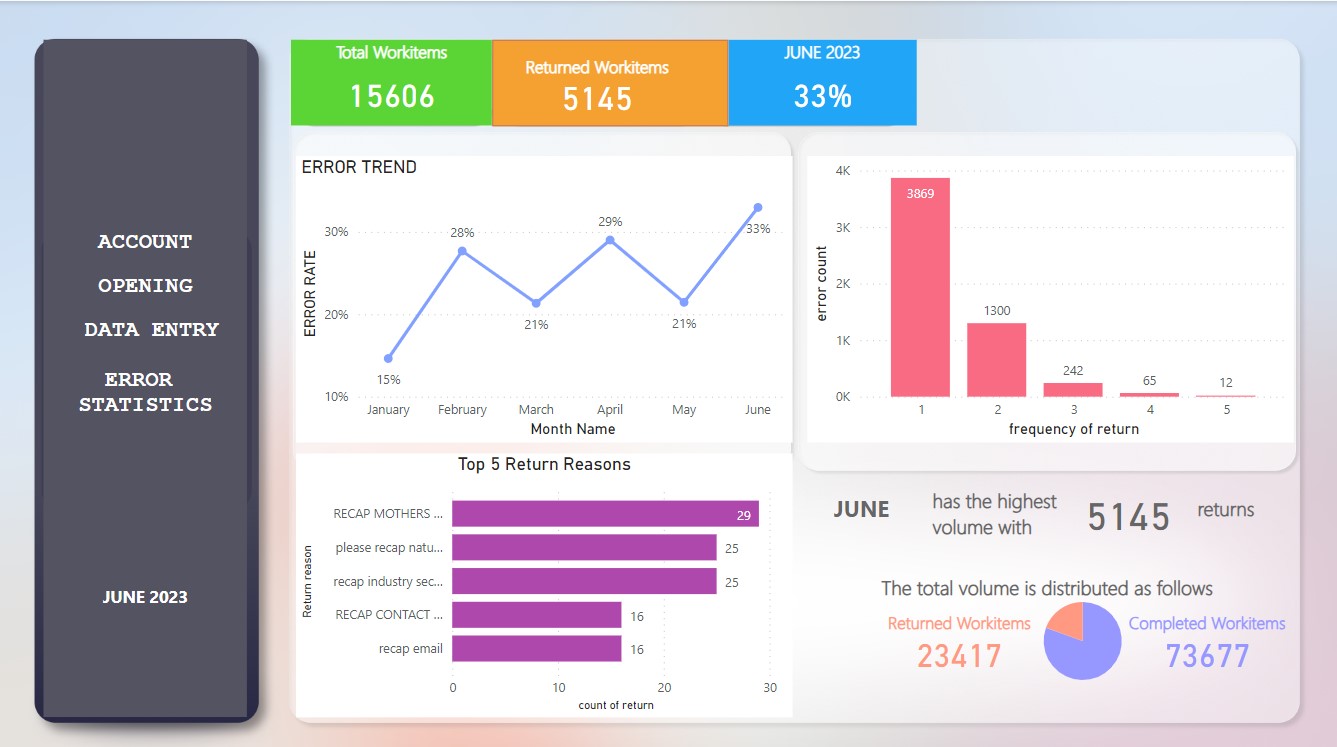 ACCOUNT
OPENING
DATA ENTRY
ERROR
STATISTICS
JUNE 2023
Total Workitems
15606
Returned Workitems
5145
JUNE 2023
33%
ERROR TREND
ERROR RATE
30%
20%
10%
15%
28%
21%
29%
21%
33%
January February March April May June
Month Name
error count
4K
3K
2K
1K
0K
3869
1300
242
65
12
1 2 3 4 5
frequency of return
Top 5 Return Reasons
Return reason
RECAP MOTHERS ... 29
please recap natu... 25
recap industry sec... 25
RECAP CONTACT ... 16
recap email 16
0 10 20 30
count of return
JUNE
has the highest
volume with
5145
returns
The total volume is distributed as follows
Returned Workitems
23417
Completed Workitems
73677